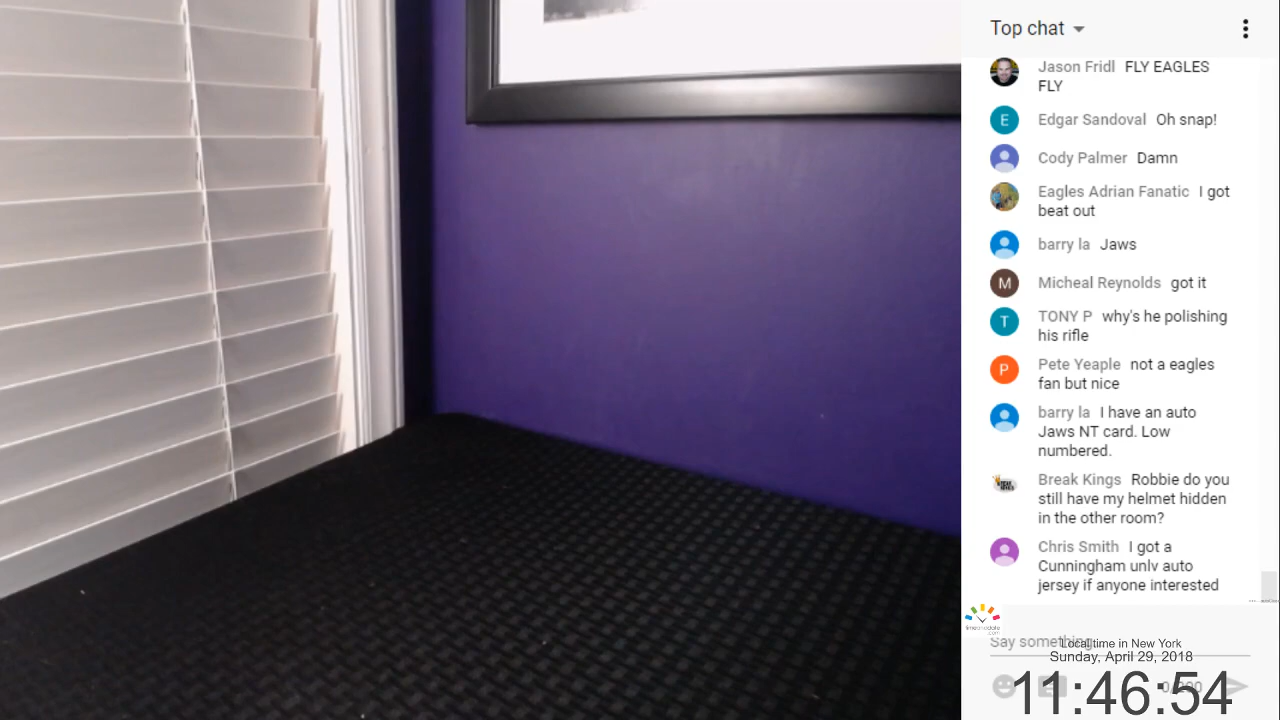 Top chat
Jason Fridl FLY EAGLES
FLY
E
Edgar Sandoval Oh snap!
Cody Palmer Damn
Eagles Adrian Fanatic I got
beat out
barry la Jaws
M
Micheal Reynolds got it
T
TONY P why's he polishing
his rifle
P
Pete Yeaple not a eagles
fan but nice
barry la I have an auto
Jaws NT card. Low
numbered.
Break Kings Robbie do you
still have my helmet hidden
in the other room?
Chris Smith I got a
Cunningham unlv auto
jersey if anyone interested
Say something...
Local time in New York
Sunday, April 29, 2018
11:46:54